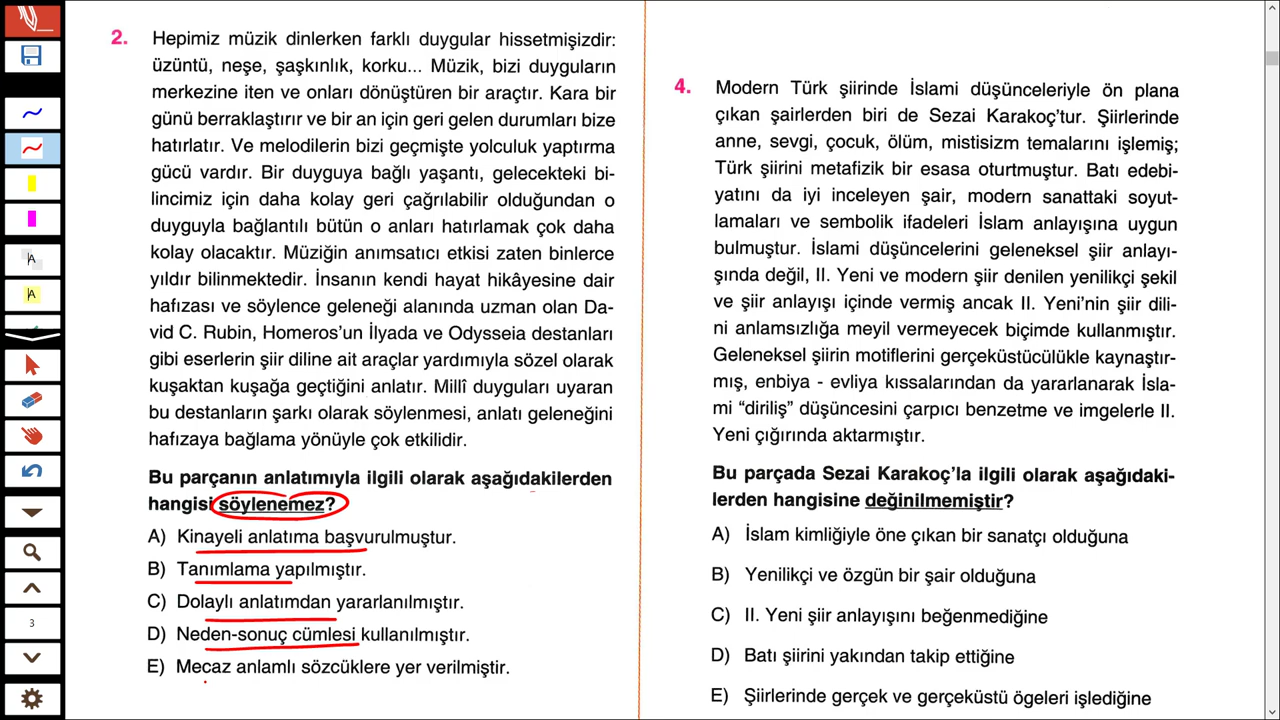 2. Hepimiz müzik dinlerken farklı duygular hissetmişizdir:
üzüntü, neşe, şaşkınlık, korku... Müzik, bizi duyguların
merkezine iten ve onları dönüştüren bir araçtır. Kara bir
günü berraklaştırır ve bir an için geri gelen durumları bize
hatırlatır. Ve melodilerin bizi geçmişte yolculuk yaptırma
gücü vardır. Bir duyguya bağlı yaşantı, gelecekteki bi-
lincimiz için daha kolay geri çağrılabilir olduğundan o
duyguyla bağlantılı bütün o anları hatırlamak çok daha
kolay olacaktır. Müziğin anımsatıcı etkisi zaten binlerce
yıldır bilinmektedir. İnsanın kendi hayat hikâyesine dair
hafızası ve söylence geleneği alanında uzman olan Da-
vid C. Rubin, Homeros'un İlyada ve Odysseia destanları
gibi eserlerin şiir diline ait araçlar yardımıyla sözel olarak
kuşaktan kuşağa geçtiğini anlatır. Millî duyguları uyaran
bu destanların şarkı olarak söylenmesi, anlatı geleneğini
hafızaya bağlama yönüyle çok etkilidir.
Bu parçanın anlatımıyla ilgili olarak aşağıdakilerden
hangisi söylenemez?
A) Kinayeli anlatıma başvurulmuştur.
B) Tanımlama yapılmıştır.
C) Dolaylı anlatımdan yararlanılmıştır.
D) Neden-sonuç cümlesi kullanılmıştır.
E) Mecaz anlamlı sözcüklere yer verilmiştir.
4. Modern Türk şiirinde İslami düşünceleriyle ön plana
çıkan şairlerden biri de Sezai Karakoç'tur. Şiirlerinde
anne, sevgi, çocuk, ölüm, mistisizm temalarını işlemiş;
Türk şiirini metafizik bir esasa oturtmuştur. Batı edebi-
yatını da iyi inceleyen şair, modern sanattaki soyut-
lamaları ve sembolik ifadeleri İslam anlayışına uygun
bulmuştur. İslami düşüncelerini geleneksel şiir anlayı-
şında değil, II. Yeni ve modern şiir denilen yenilikçi şekil
ve şiir anlayışı içinde vermiş ancak II. Yeni'nin şiir dili-
ni anlamsızlığa meyil vermeyecek biçimde kullanmıştır.
Geleneksel şiirin motiflerini gerçeküstücülükle kaynaştır-
mış, enbiya - evliya kıssalarından da yararlanarak İsla-
mi "diriliş" düşüncesini çarpıcı benzetme ve imgelerle II.
Yeni çığırında aktarmıştır.
Bu parçada Sezai Karakoç'la ilgili olarak aşağıdaki-
lerden hangisine değinilmemiştir?
A) İslam kimliğiyle öne çıkan bir sanatçı olduğuna
B) Yenilikçi ve özgün bir şair olduğuna
C) II. Yeni şiir anlayışını beğenmediğine
D) Batı şiirini yakından takip ettiğine
E) Şiirlerinde gerçek ve gerçeküstü ögeleri işlediğine
A
A
3